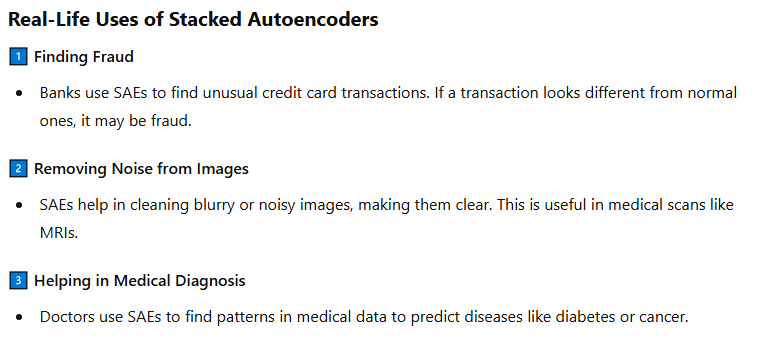 Real-Life Uses of Stacked Autoencoders
1 Finding Fraud
• Banks use SAEs to find unusual credit card transactions. If a transaction looks different from normal
ones, it may be fraud.
2 Removing Noise from Images
• SAEs help in cleaning blurry or noisy images, making them clear. This is useful in medical scans like
MRIs.
3 Helping in Medical Diagnosis
• Doctors use SAEs to find patterns in medical data to predict diseases like diabetes or cancer.